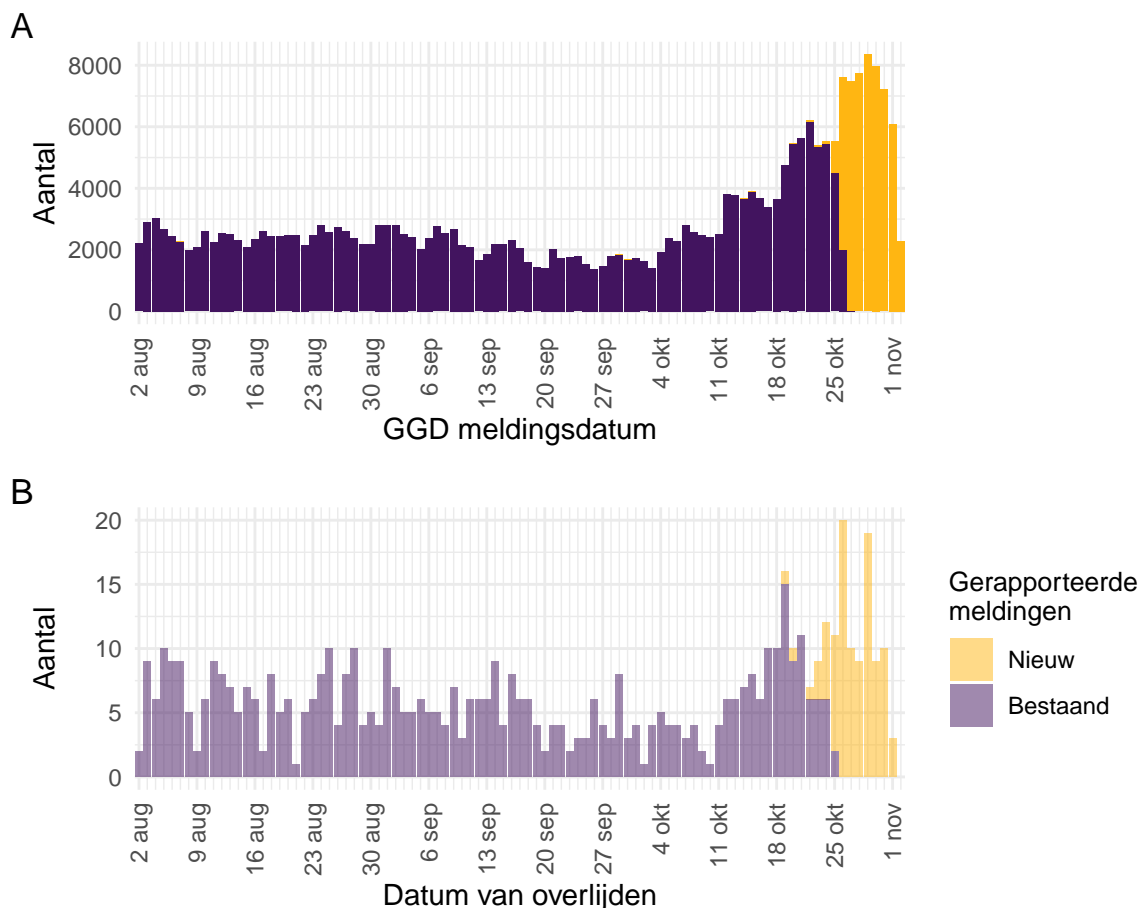 A
8000
6000
4000
2000
0
Aantal
2 aug
9 aug
16 aug
23 aug
30 aug
6 sep
13 sep
20 sep
27 sep
4 okt
11 okt
18 okt
25 okt
1 nov
GGD meldingsdatum
B
20
15
10
5
0
Aantal
2 aug
9 aug
16 aug
23 aug
30 aug
6 sep
13 sep
20 sep
27 sep
4 okt
11 okt
18 okt
25 okt
1 nov
Datum van overlijden
Gerapporteerde
meldingen
Nieuw
Bestaand